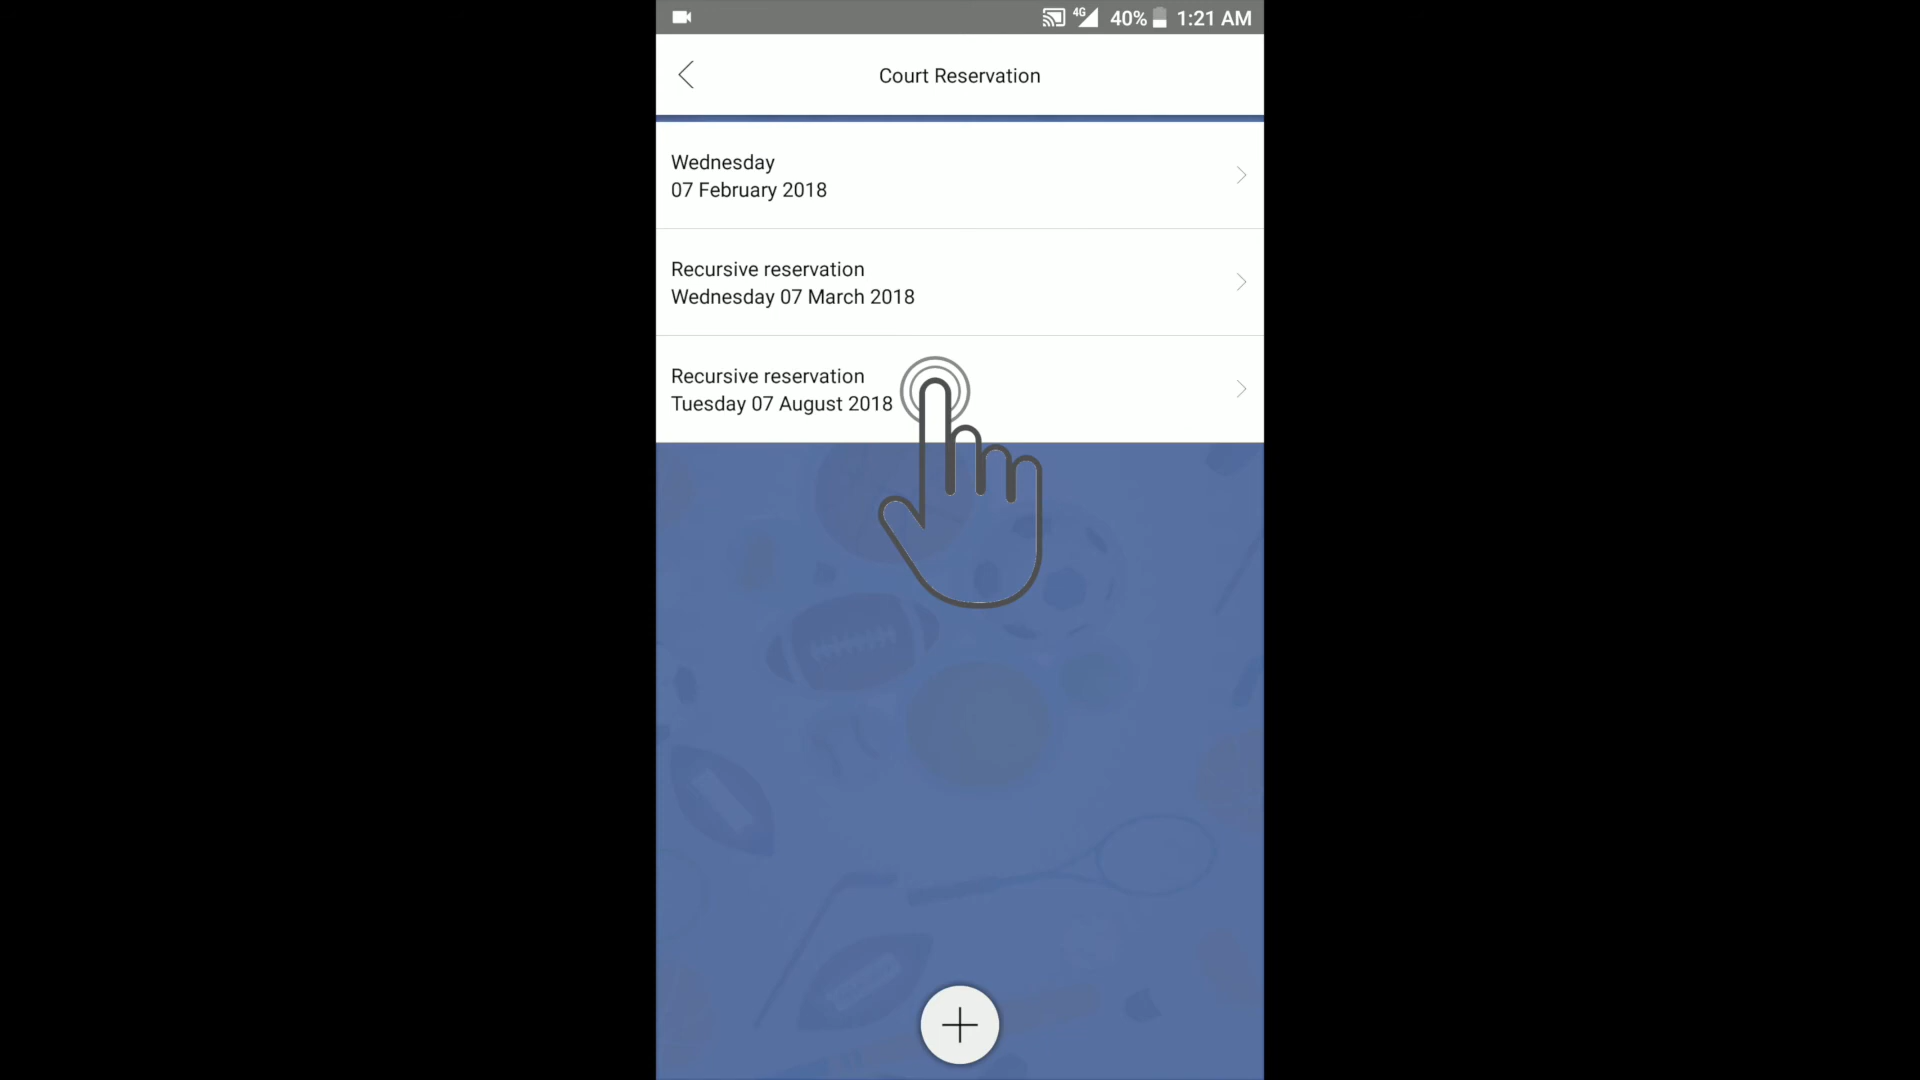 4G 40% 1:21 AM
Court Reservation
Wednesday
07 February 2018
Recursive reservation
Wednesday 07 March 2018
Recursive reservation
Tuesday 07 August 2018